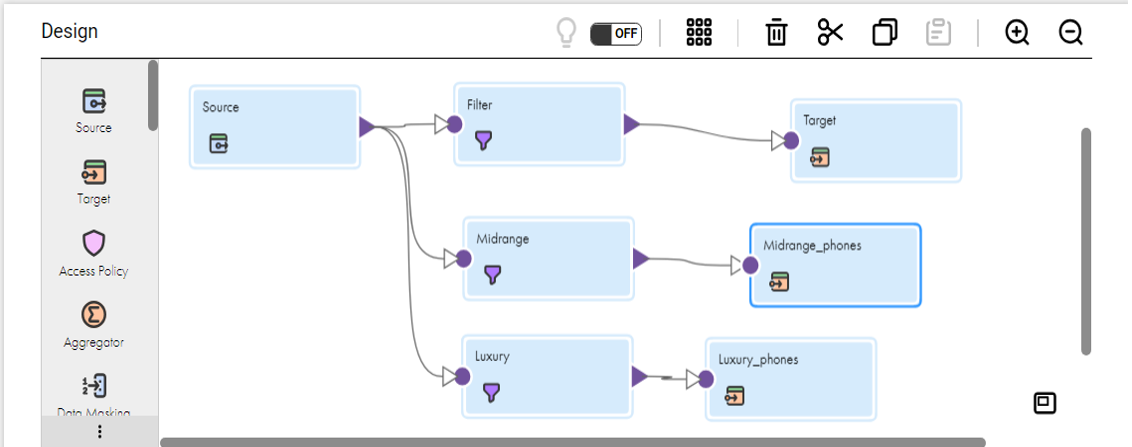 Design
OFF
Source
Target
Access Policy
Aggregator
Data Masking
Source
Filter
Target
Midrange
Midrange_phones
Luxury
Luxury_phones